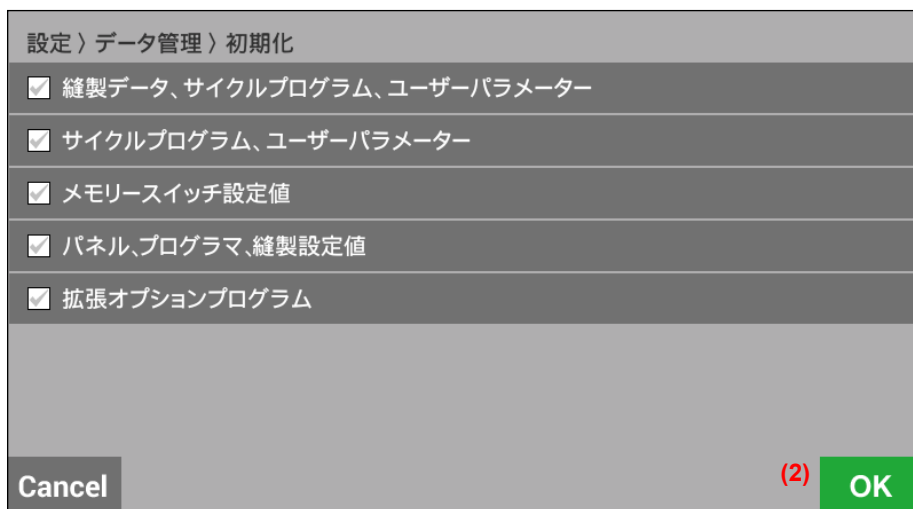 設定 〉データ管理 〉初期化
縫製データ、サイクルプログラム、ユーザーパラメーター
サイクルプログラム、ユーザーパラメーター
メモリースイッチ設定値
パネル、プログラマ、縫製設定値
拡張オプションプログラム
Cancel (2) OK